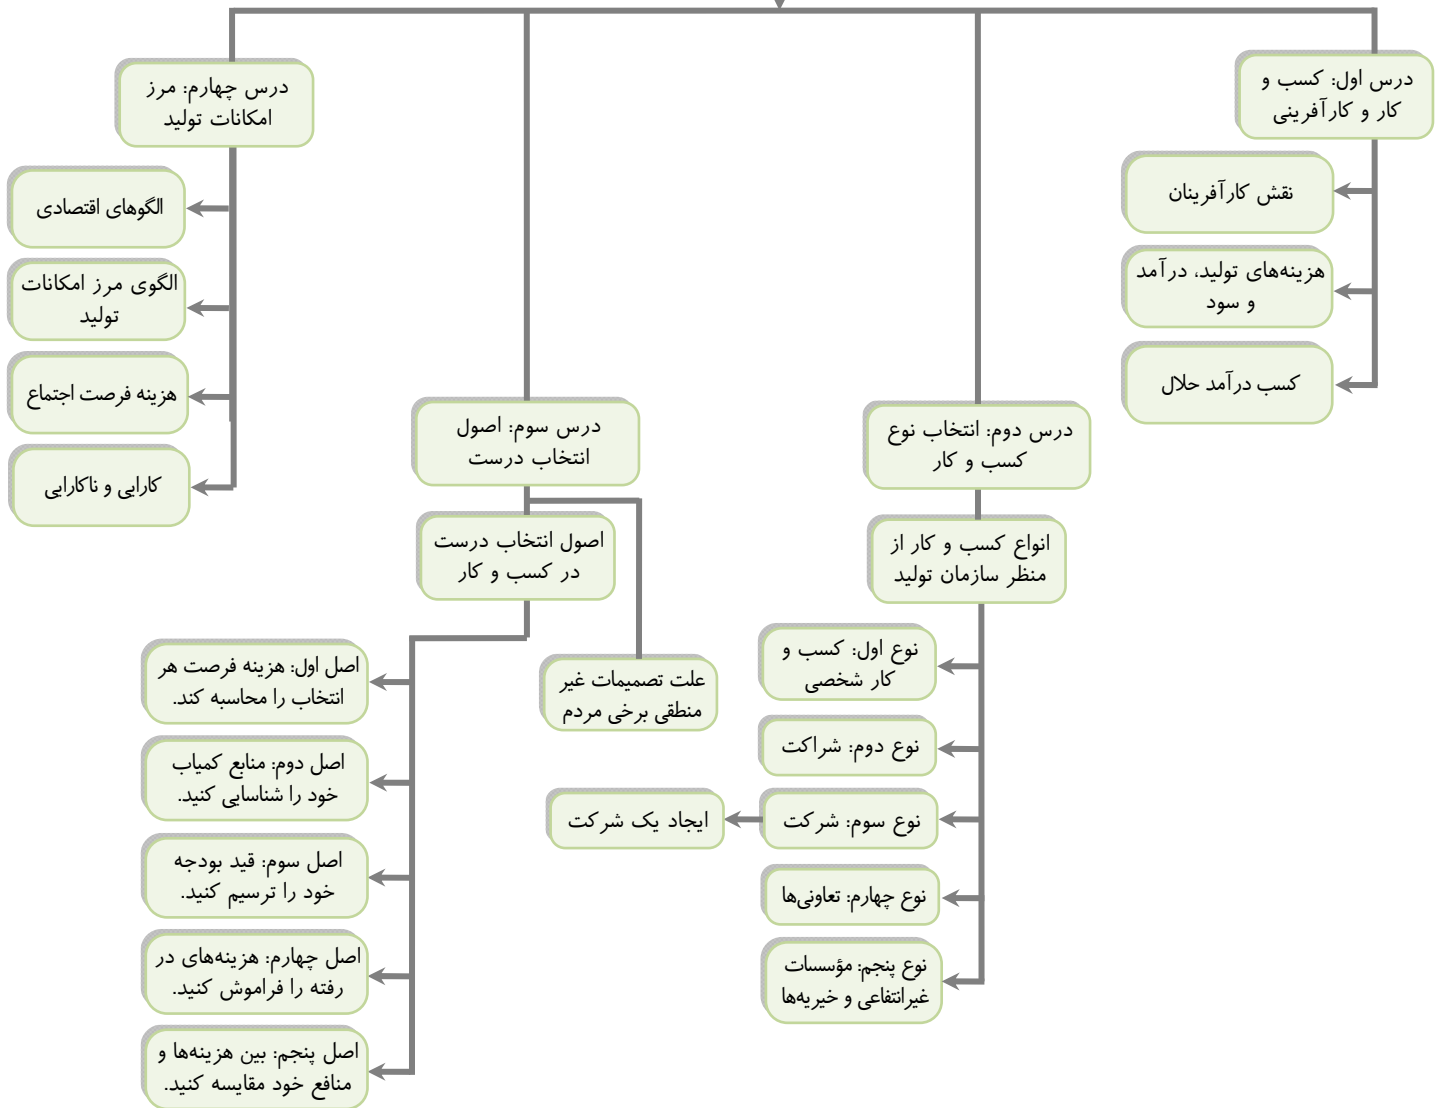 درس اول: کسب و
کار و کارآفرینی
نقش کارآفرینان
هزینه‌های تولید، درآمد
و سود
کسب درآمد حلال
درس دوم: انتخاب نوع
کسب و کار
انواع کسب و کار از
منظر سازمان تولید
نوع اول: کسب و
کار شخصی
نوع دوم: شراکت
نوع سوم: شرکت
ایجاد یک شرکت
نوع چهارم: تعاونی‌ها
نوع پنجم: مؤسسات
غیرانتفاعی و خیریه‌ها
درس سوم: اصول
انتخاب درست
اصول انتخاب درست
در کسب و کار
علت تصمیمات غیر
منطقی برخی مردم
اصل اول: هزینه فرصت هر
انتخاب را محاسبه کند.
اصل دوم: منابع کمیاب
خود را شناسایی کنید.
اصل سوم: قید بودجه
خود را ترسیم کنید.
اصل چهارم: هزینه‌های در
رفته را فراموش کنید.
اصل پنجم: بین هزینه‌ها و
منافع خود مقایسه کنید.
درس چهارم: مرز
امکانات تولید
الگوهای اقتصادی
الگوی مرز امکانات
تولید
هزینه فرصت اجتماع
کارایی و ناکارایی